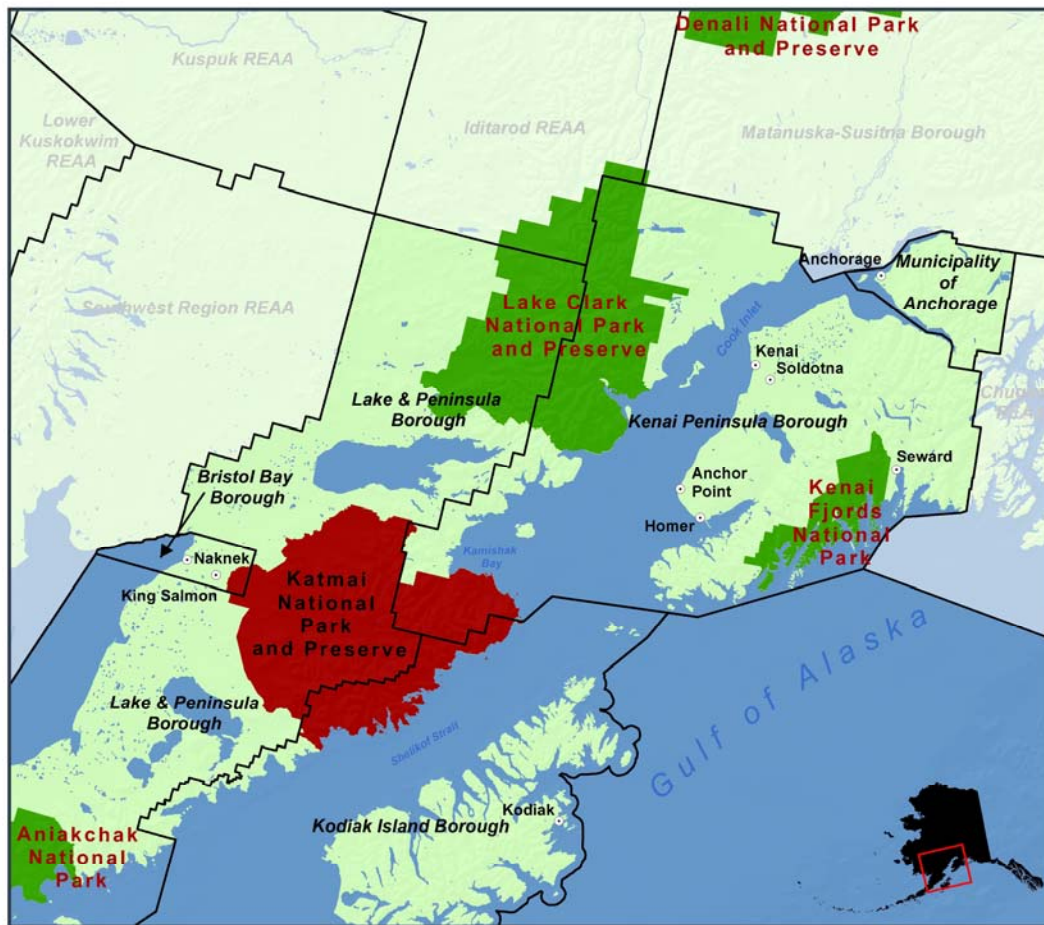 Denali National Park
and Preserve
Kuskpuk REAA
Lower
Kuskokwim
REAA
Iditarod REAA
Matanuska-Susitna Borough
Anchorage
Municipality
of
Anchorage
Southwest Region REAA
Lake Clark
National Park
and Preserve
Cook Inlet
Kenai
Soldotna
Lake & Peninsula
Borough
Kenai Peninsula Borough
Bristol Bay
Borough
Anchor
Point
Seward
Homer
Kenai
Fjords
National
Park
Naknek
King Salmon
Kamishak
Bay
Katmai
National
Park
and Preserve
Lake & Peninsula
Borough
Shelikof Strait
Gulf of Alaska
Kodiak
Kodiak Island Borough
Aniakchak
National
Park